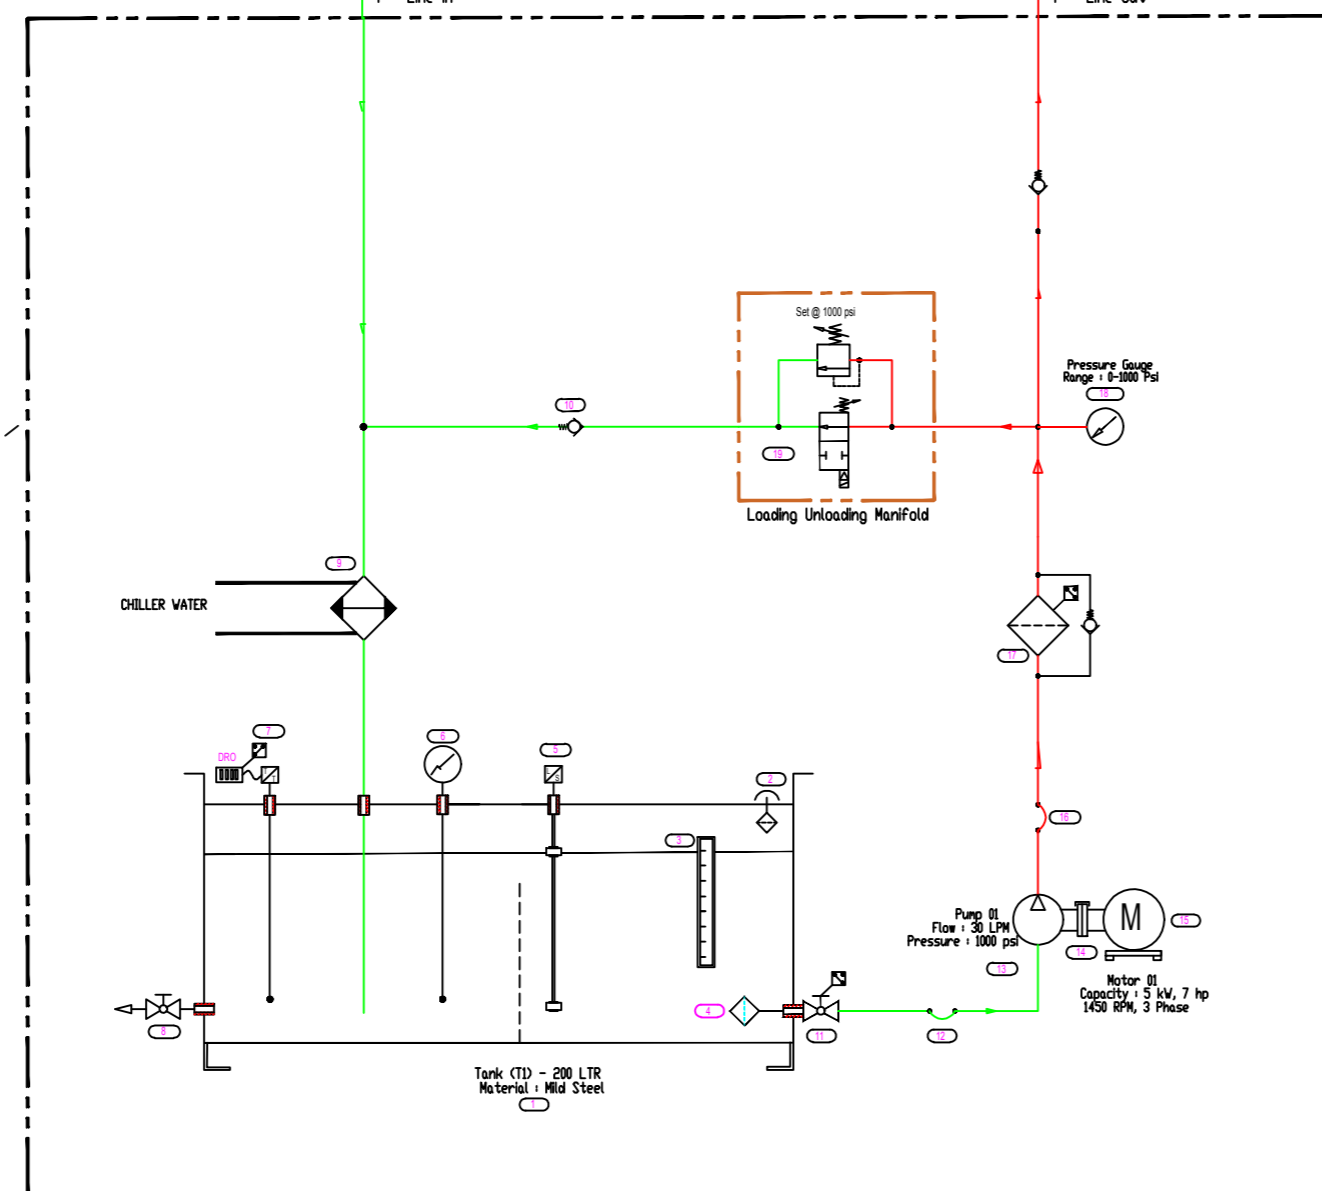 Set @ 1000 psi
Pressure Gauge
Range : 0-1000 Psi
18
10
19
Loading Unloading Manifold
9
CHILLER WATER
17
7
DRO
T
6
5
S
2
3
16
Pump 01
Flow : 30 LPM
Pressure : 1000 psi
13
M
15
14
Motor 01
Capacity : 5 kW, 7 hp
1450 RPM, 3 Phase
8
4
11
12
Tank (T1) - 200 LTR
Material : Mild Steel
1